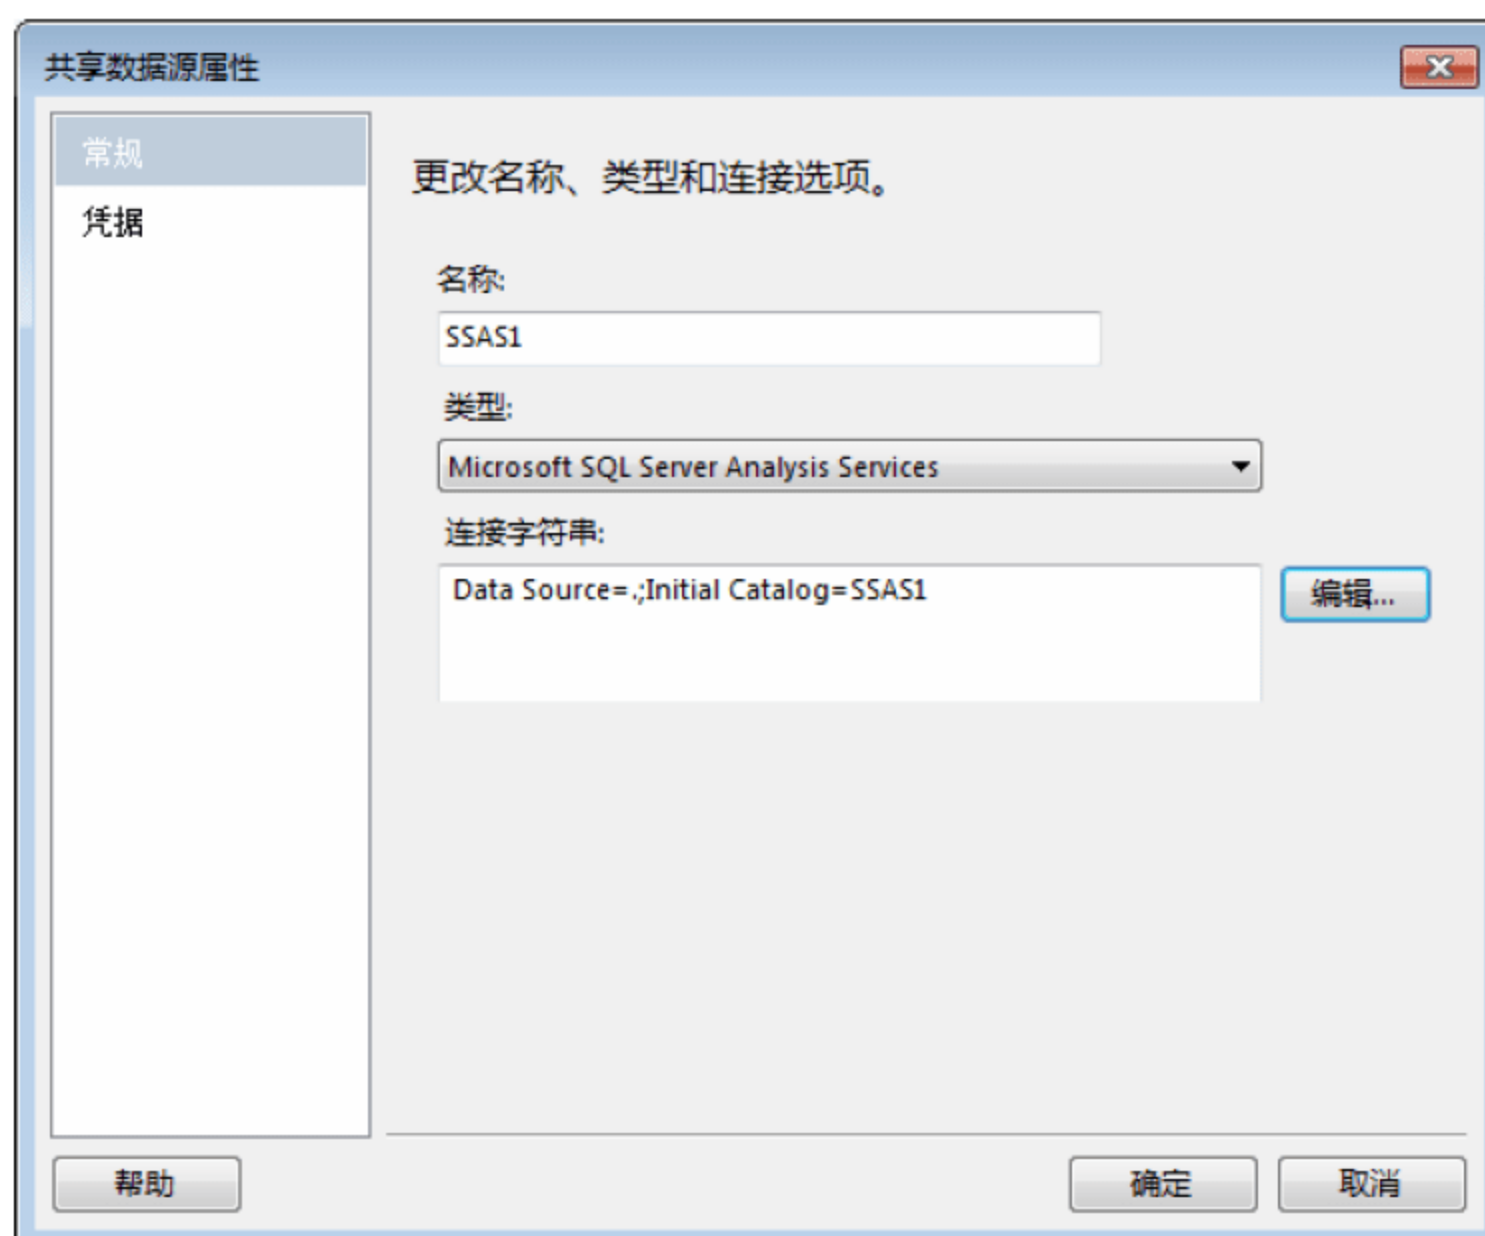 共享数据源属性
常规
凭据
更改名称、类型和连接选项。
名称:
SSAS1
类型:
Microsoft SQL Server Analysis Services
连接字符串:
Data Source=.;Initial Catalog=SSAS1
编辑...
帮助
确定
取消